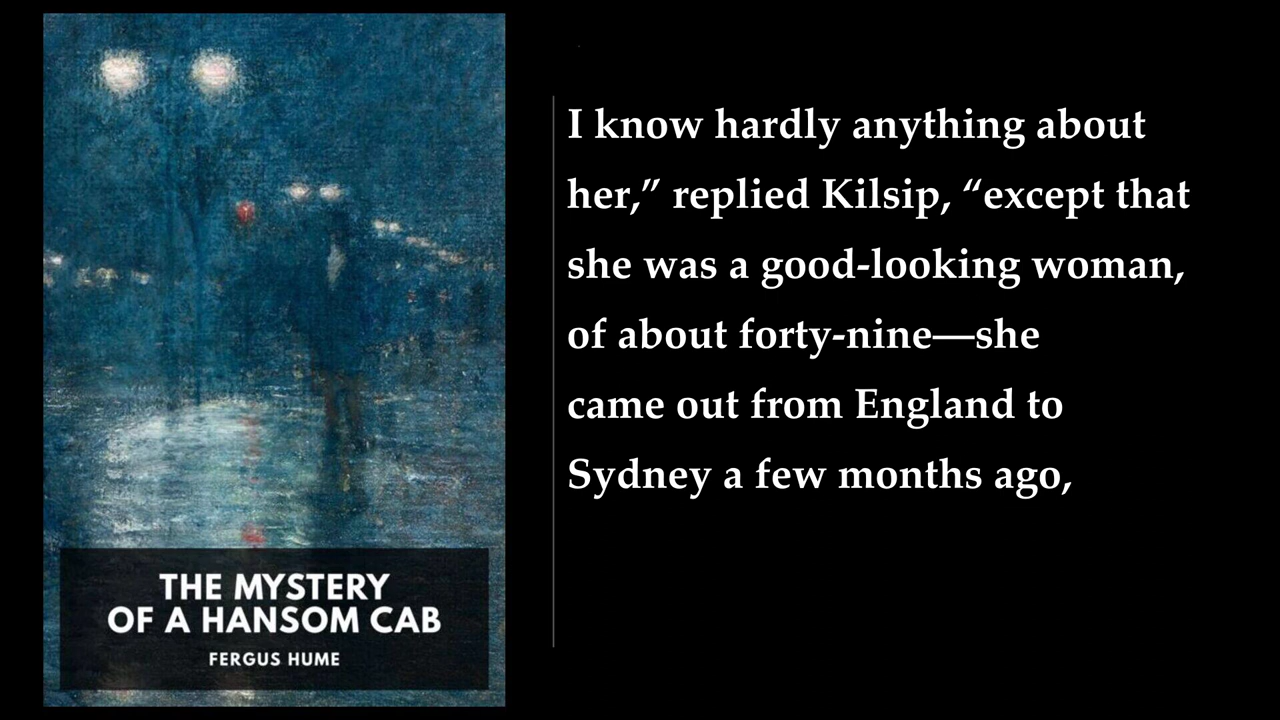 THE MYSTERY
OF A HANSOM CAB
FERGUS HUME
I know hardly anything about
her,” replied Kilsip, “except that
she was a good-looking woman,
of about forty-nine—she
came out from England to
Sydney a few months ago,